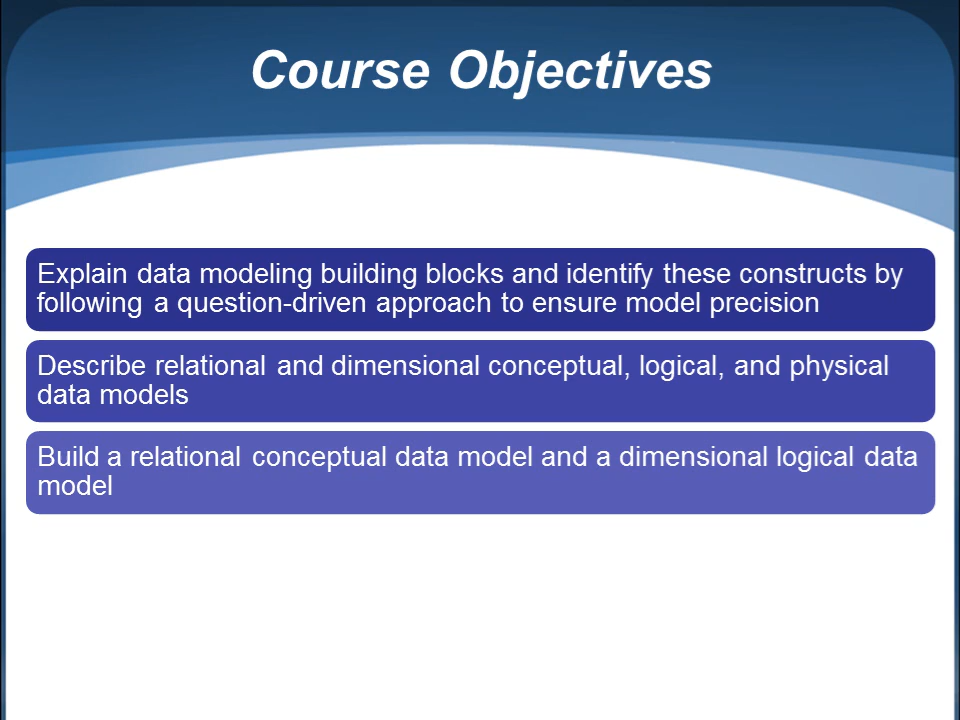 Course Objectives
Explain data modeling building blocks and identify these constructs by
following a question-driven approach to ensure model precision
Describe relational and dimensional conceptual, logical, and physical
data models
Build a relational conceptual data model and a dimensional logical data
model